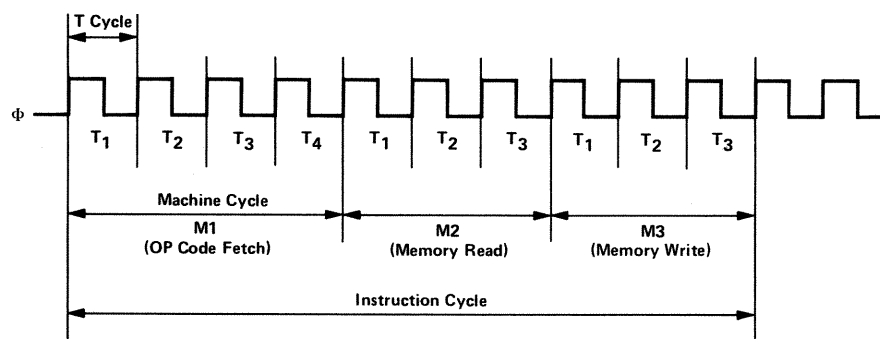 T Cycle
Φ
T1 T2 T3 T4 T1 T2 T3 T1 T2 T3
Machine Cycle
M1 M2 M3
(OP Code Fetch) (Memory Read) (Memory Write)
Instruction Cycle